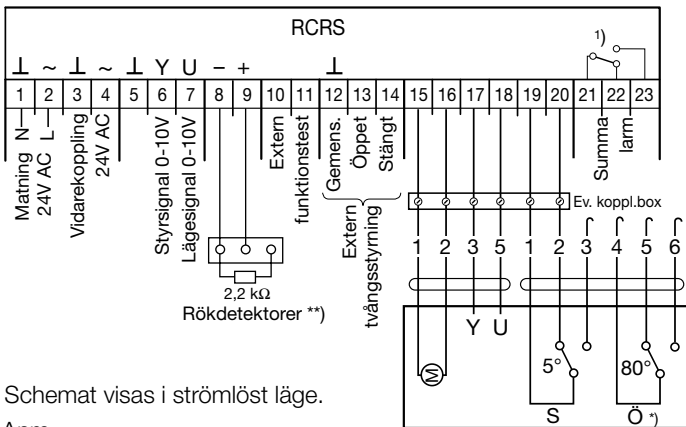 RCRS
⊥ ~ ⊥ ~ ⊥ Y U – + ⊥ 1)
1 2 3 4 5 6 7 8 9 10 11 12 13 14 15 16 17 18 19 20 21 22 23
Matning N
24V AC L
Vidarekoppling
24V AC
Styrsignal 0-10V
Lägesignal 0-10V
Extern
funktionstest
Gemens.
Öppet
Stängt
Extern
tvångsstyrning
Summa
larm
Ev. koppl.box
1 2 3 5 1 2 3 4 5 6
2,2 kΩ
Rökdetektorer **)
Y U
M
5° 80°
S Ö *)
Schemat visas i strömlöst läge.